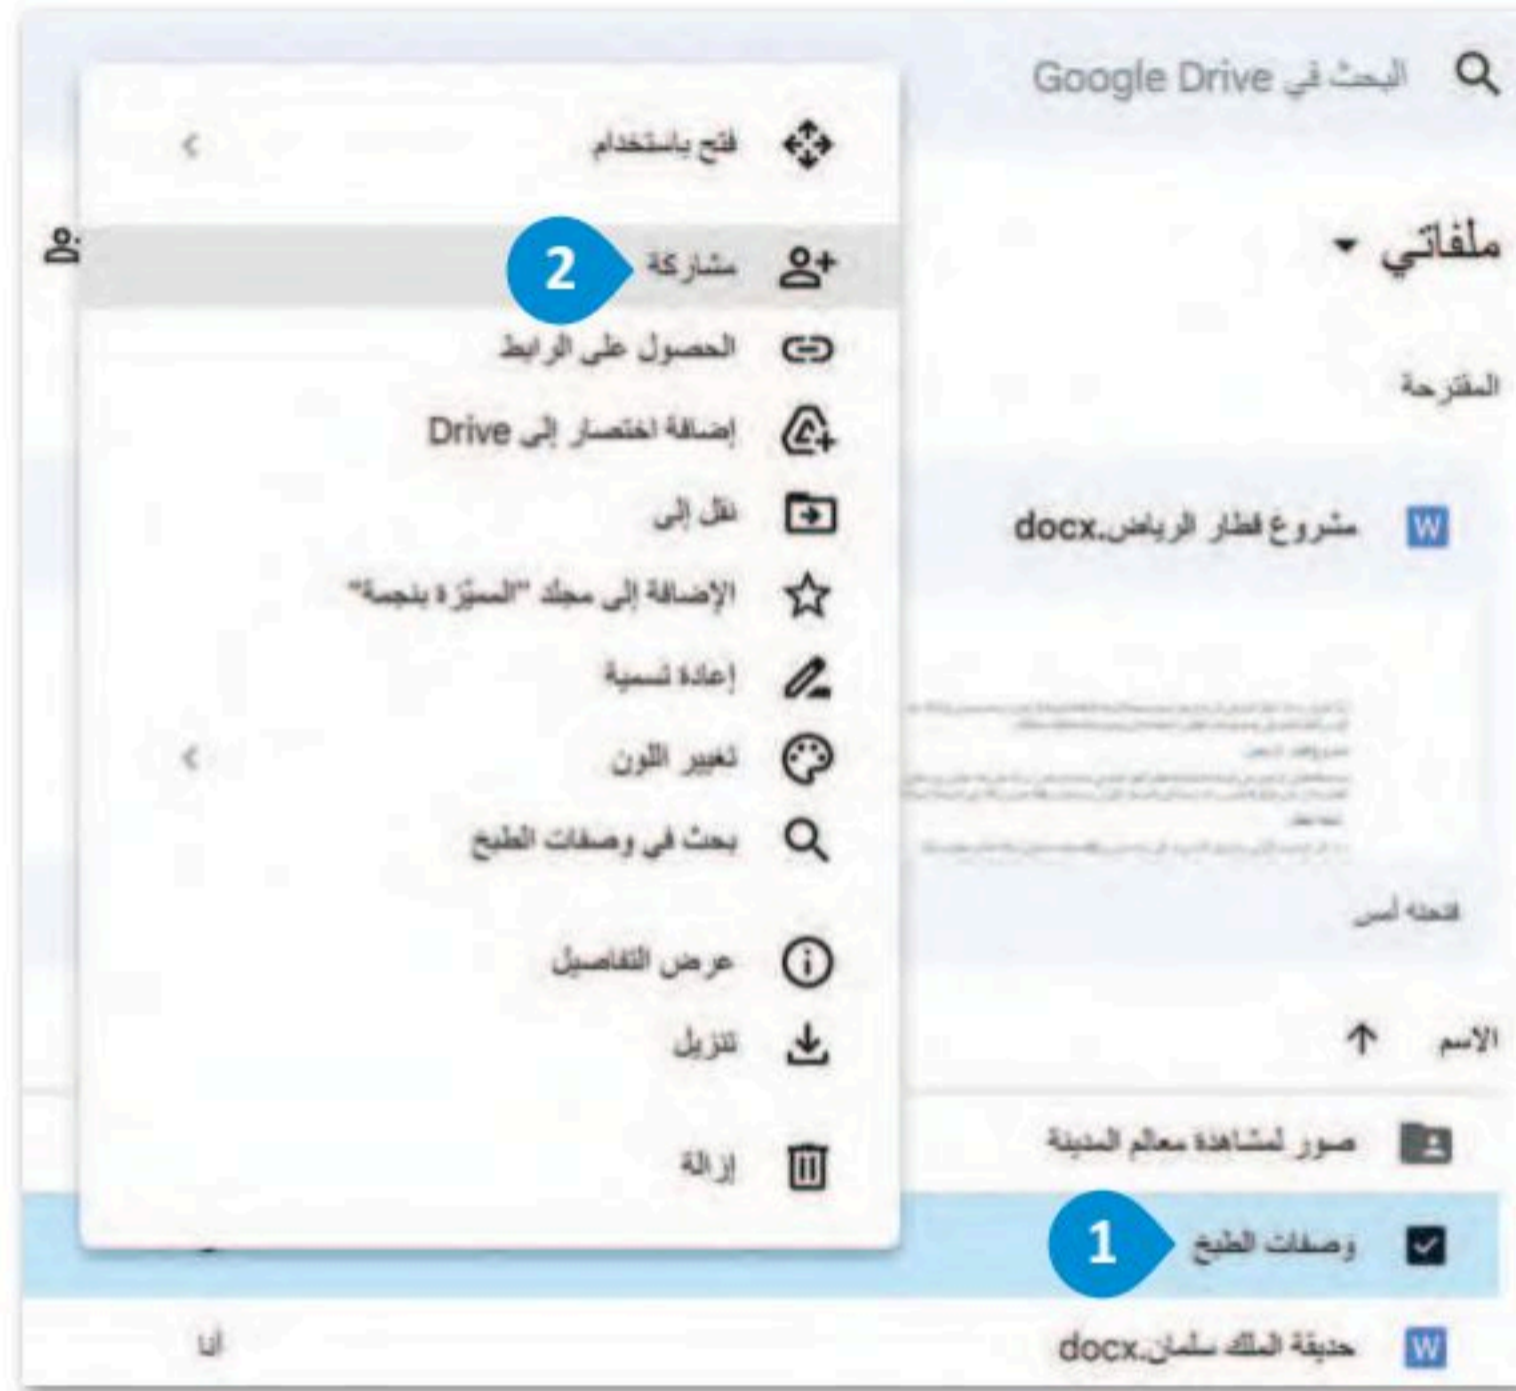 البحث في Google Drive
ملفاتي
المقترحة
مشروع قطار الرياض.docx
فتحته أمس
الاسم
صور لمشاهدة معالم المدينة
وصفات الطبخ
1
حديقة الملك سلمان.docx
أنا
فتح باستخدام
مشاركة
2
الحصول على الرابط
إضافة اختصار إلى Drive
نقل إلى
الإضافة إلى مجلد "المميّزة بنجمة"
إعادة تسمية
تغيير اللون
بحث في وصفات الطبخ
عرض التفاصيل
تنزيل
إزالة